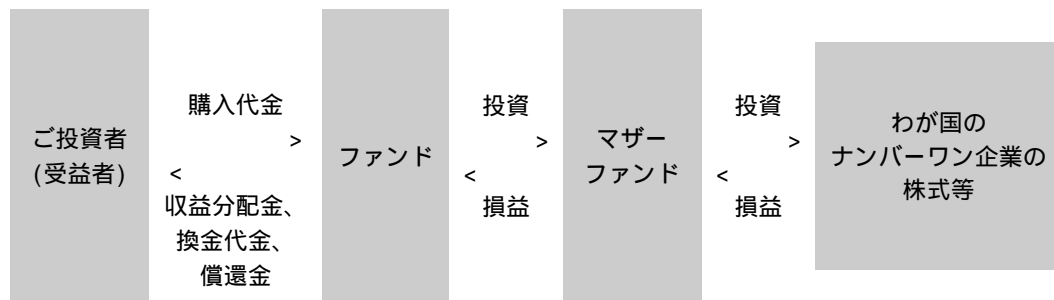 ご投資者
(受益者)
購入代金
>
<
収益分配金、
換金代金、
償還金
ファンド
投資
>
<
損益
マザー
ファンド
投資
>
<
損益
わが国の
ナンバーワン企業の
株式等